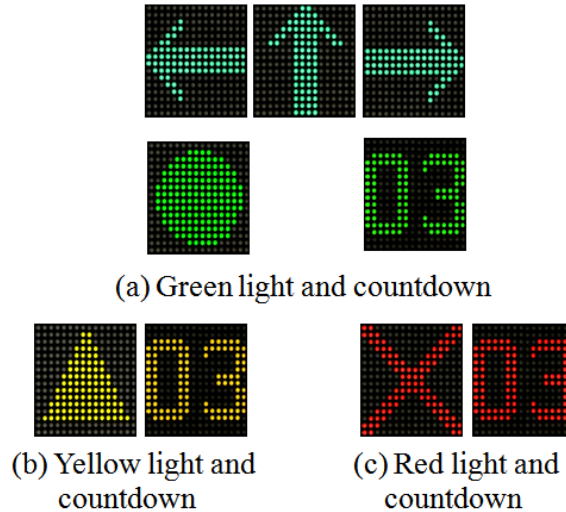 03
(a) Green light and countdown
03
03
(b) Yellow light and
countdown
(c) Red light and
countdown